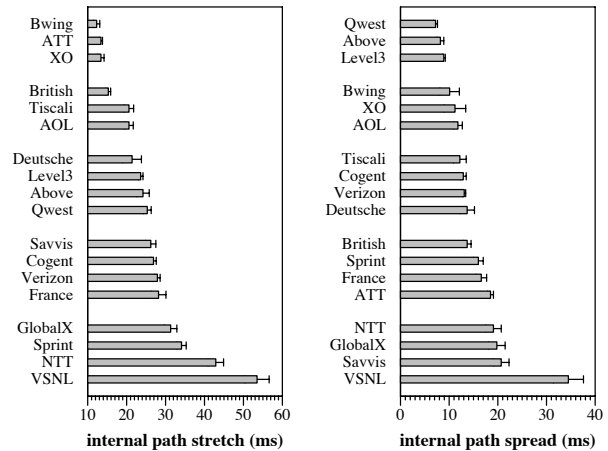 Bwing
ATT
XO
British
Tiscali
AOL
Deutsche
Level3
Above
Qwest
Savvis
Cogent
Verizon
France
GlobalX
Sprint
NTT
VSNL
10 20 30 40 50 60
internal path stretch (ms)
Qwest
Above
Level3
Bwing
XO
AOL
Tiscali
Cogent
Verizon
Deutsche
British
Sprint
France
ATT
NTT
GlobalX
Savvis
VSNL
0 10 20 30 40
internal path spread (ms)